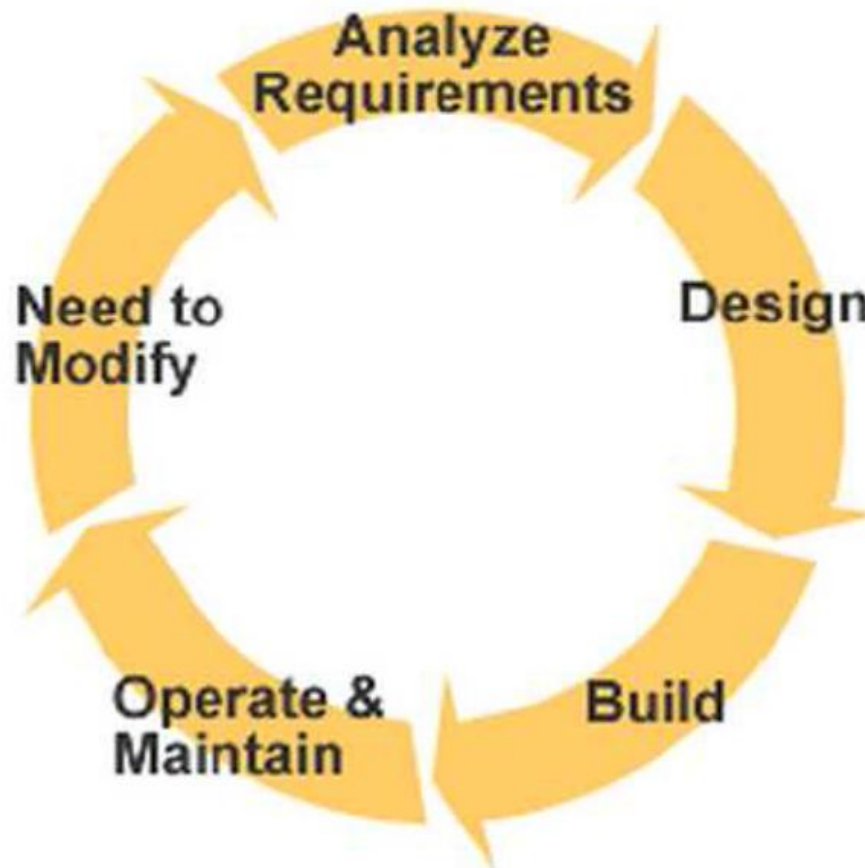 Analyze
Requirements
Design
Build
Operate &
Maintain
Need to
Modify